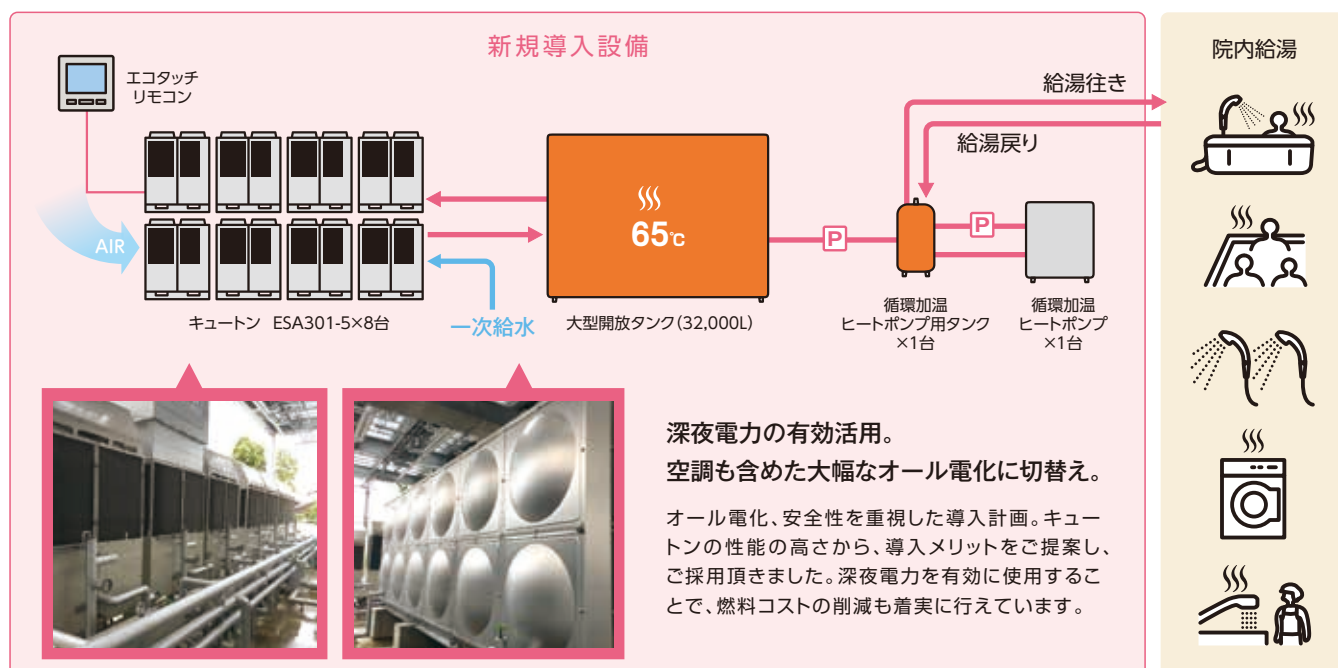 新規導入設備
エコタッチ
リモコン
AIR
キュートン ESA301-5×8台
一次給水
65℃
大型開放タンク(32,000L)
P
循環加温
ヒートポンプ用タンク
×1台
P
循環加温
ヒートポンプ
×1台
給湯往き
給湯戻り
院内給湯
深夜電力の有効活用。
空調も含めた大幅なオール電化に切替え。
オール電化、安全性を重視した導入計画。キュー
トンの性能の高さから、導入メリットをご提案し、
ご採用頂きました。深夜電力を有効に使用するこ
とで、燃料コストの削減も着実に行えています。